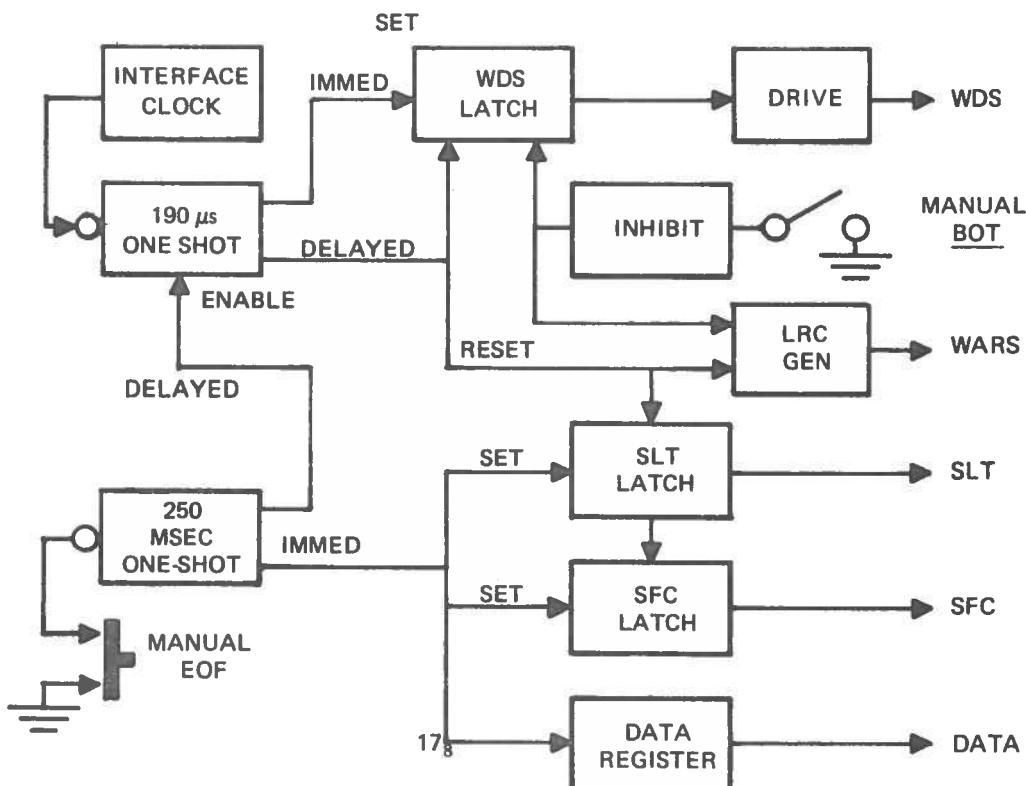 SET
INTERFACE
CLOCK
IMMED
WDS
LATCH
DRIVE
WDS
190 μs
ONE SHOT
DELAYED
INHIBIT
MANUAL
BOT
ENABLE
RESET
LRC
GEN
WARS
DELAYED
SET
SLT
LATCH
SLT
250
MSEC
ONE-SHOT
IMMED
SET
SFC
LATCH
SFC
MANUAL
EOF
17₈
DATA
REGISTER
DATA